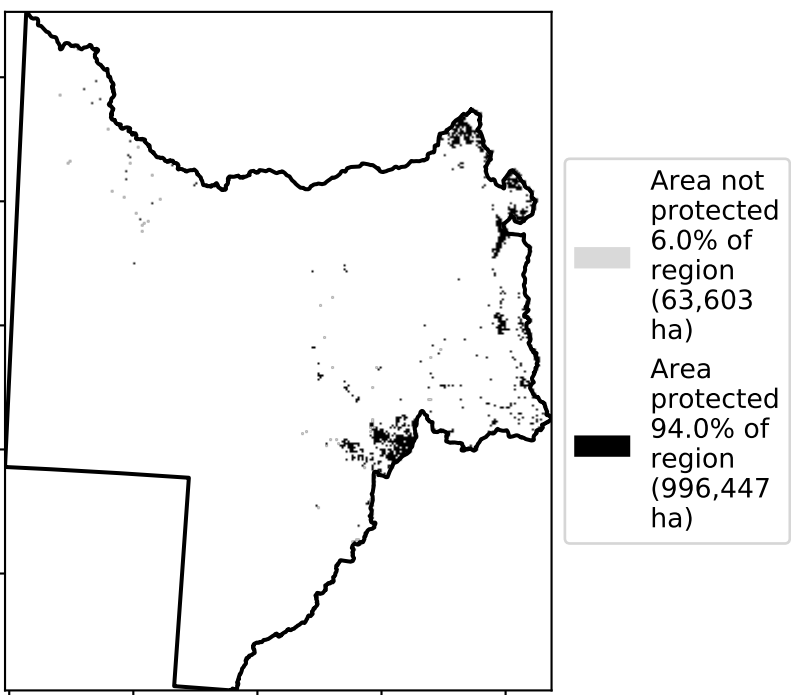 Area not
protected
6.0% of
region
(63,603
ha)
Area
protected
94.0% of
region
(996,447
ha)